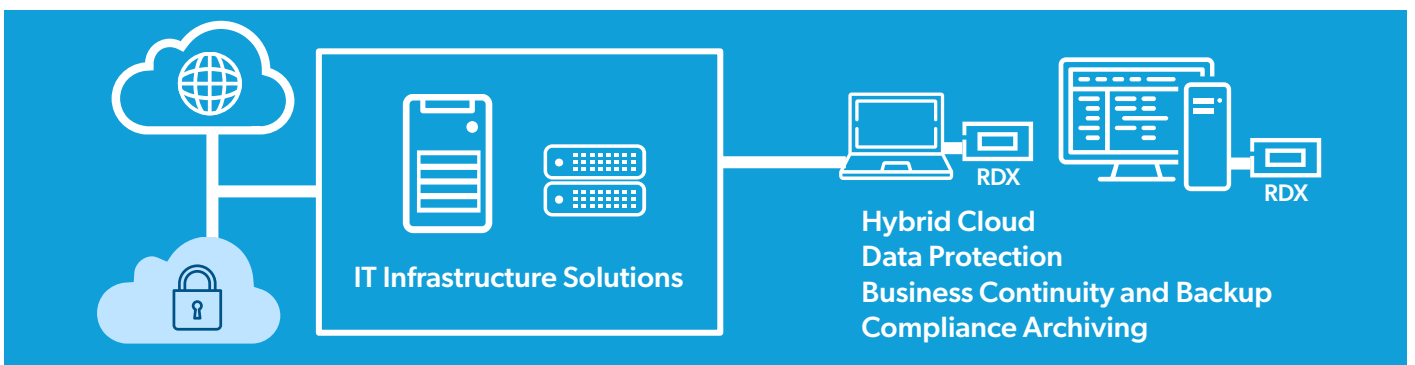 IT Infrastructure Solutions
RDX
RDX
Hybrid Cloud
Data Protection
Business Continuity and Backup
Compliance Archiving